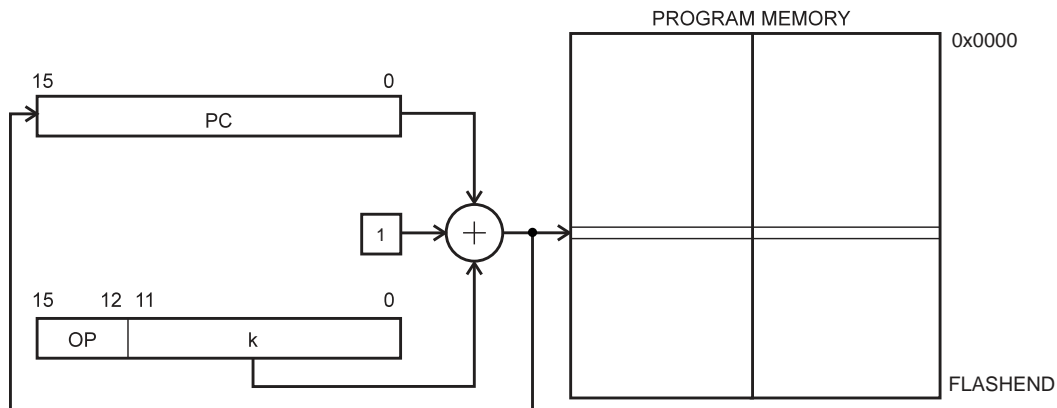 PROGRAM MEMORY
0x0000
15 0
PC
1
15 12 11 0
OP k
FLASHEND